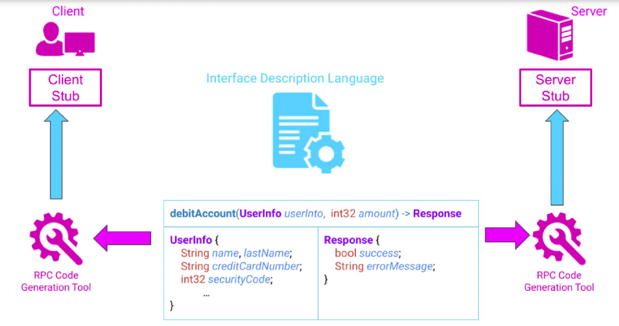 Client
Server
Client
Stub
Interface Description Language
Server
Stub
debitAccount(UserInfo userInto, int32 amount) -> Response
UserInfo {
String name, lastName;
String creditCardNumber;
int32 securityCode;
...
}
Response {
bool success;
String errorMessage;
}
RPC Code
Generation Tool
RPC Code
Generation Tool